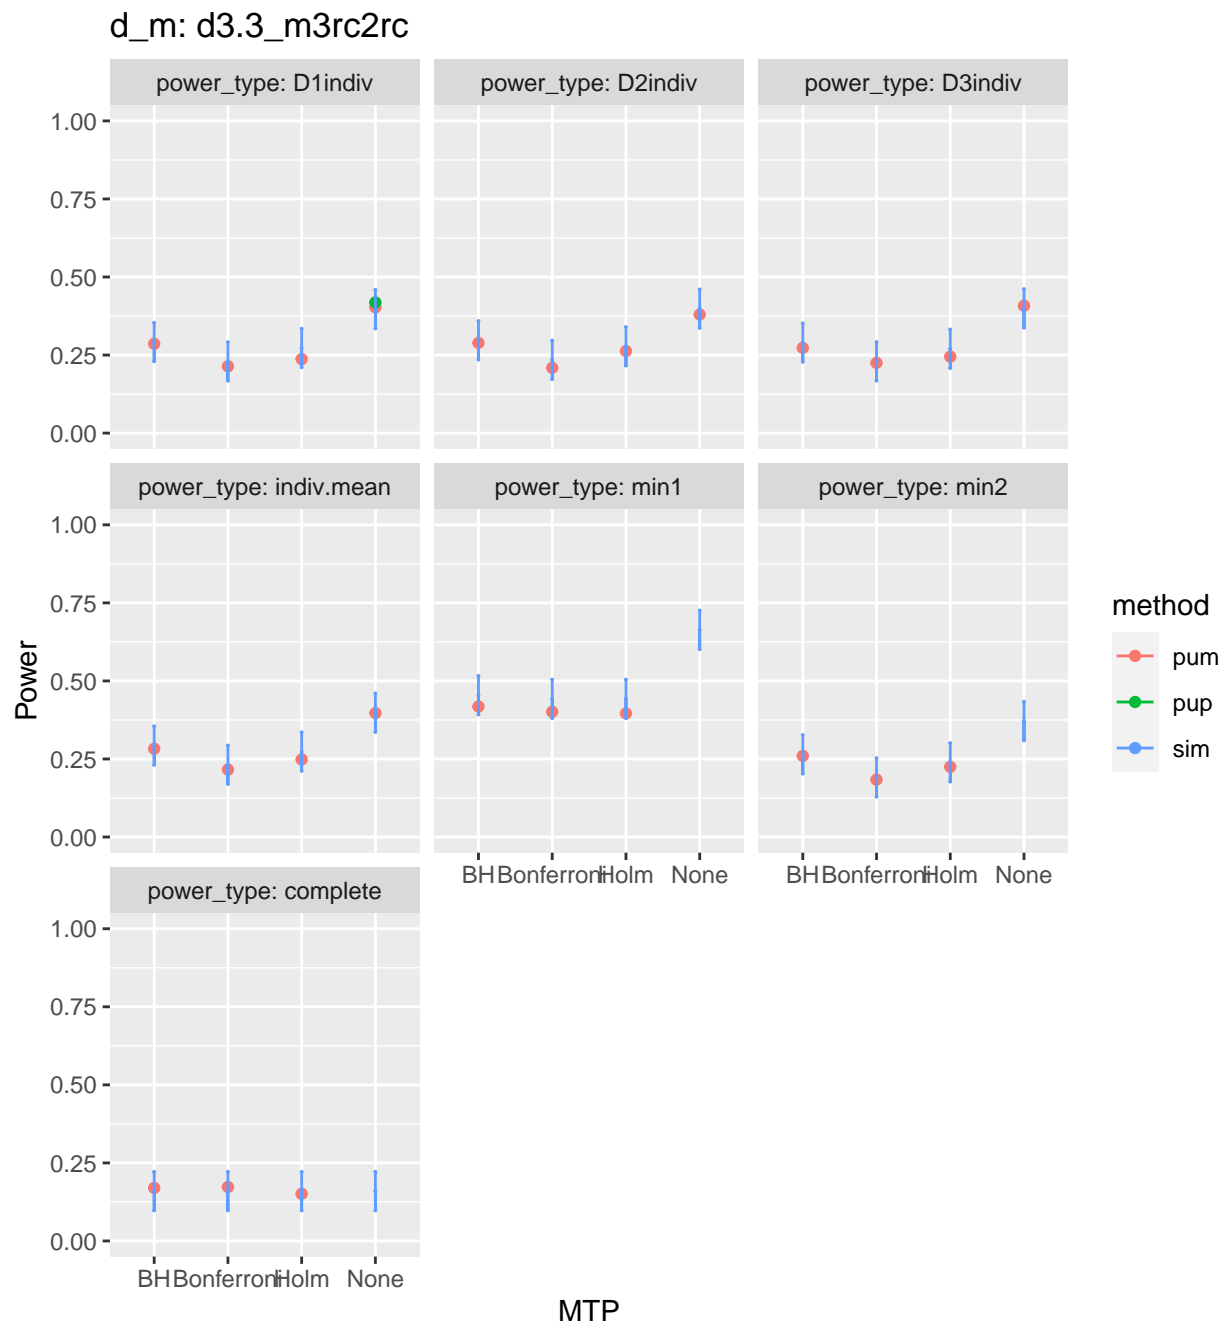 d_m: d3.3_m3rc2rc
power_type: D1indiv
power_type: D2indiv
power_type: D3indiv
1.00
0.75
0.50
0.25
0.00
power_type: indiv.mean
power_type: min1
power_type: min2
1.00
0.75
0.50
0.25
0.00
BH Bonferroni Holm None
BH Bonferroni Holm None
power_type: complete
1.00
0.75
0.50
0.25
0.00
BH Bonferroni Holm None
Power
MTP
method
pum
pup
sim